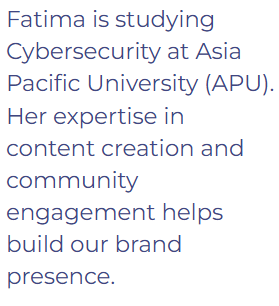 Fatima is studying
Cybersecurity at Asia
Pacific University (APU).
Her expertise in
content creation and
community
engagement helps
build our brand
presence.